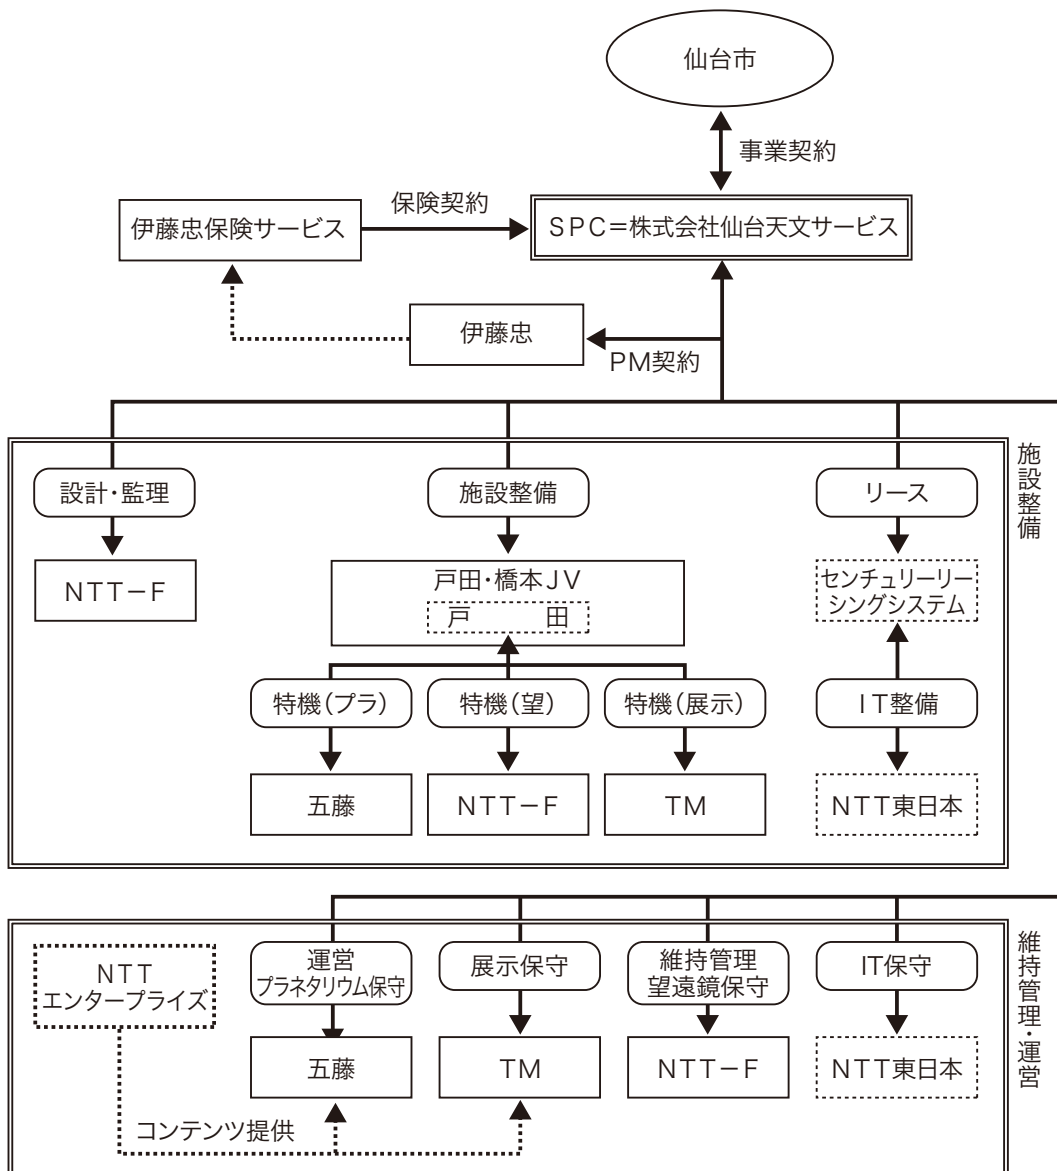 仙台市
事業契約
保険契約
伊藤忠保険サービス
SPC=株式会社仙台天文サービス
伊藤忠
PM契約
施設整備
設計・監理
施設整備
リース
NTT-F
戸田・橋本JV
戸 田
センチュリーリー
シングシステム
特機(プラ)
特機(望)
特機(展示)
IT整備
五藤
NTT-F
TM
NTT東日本
維持管理・運営
NTT
エンタープライズ
運営
プラネタリウム保守
展示保守
維持管理
望遠鏡保守
IT保守
五藤
TM
NTT-F
NTT東日本
コンテンツ提供